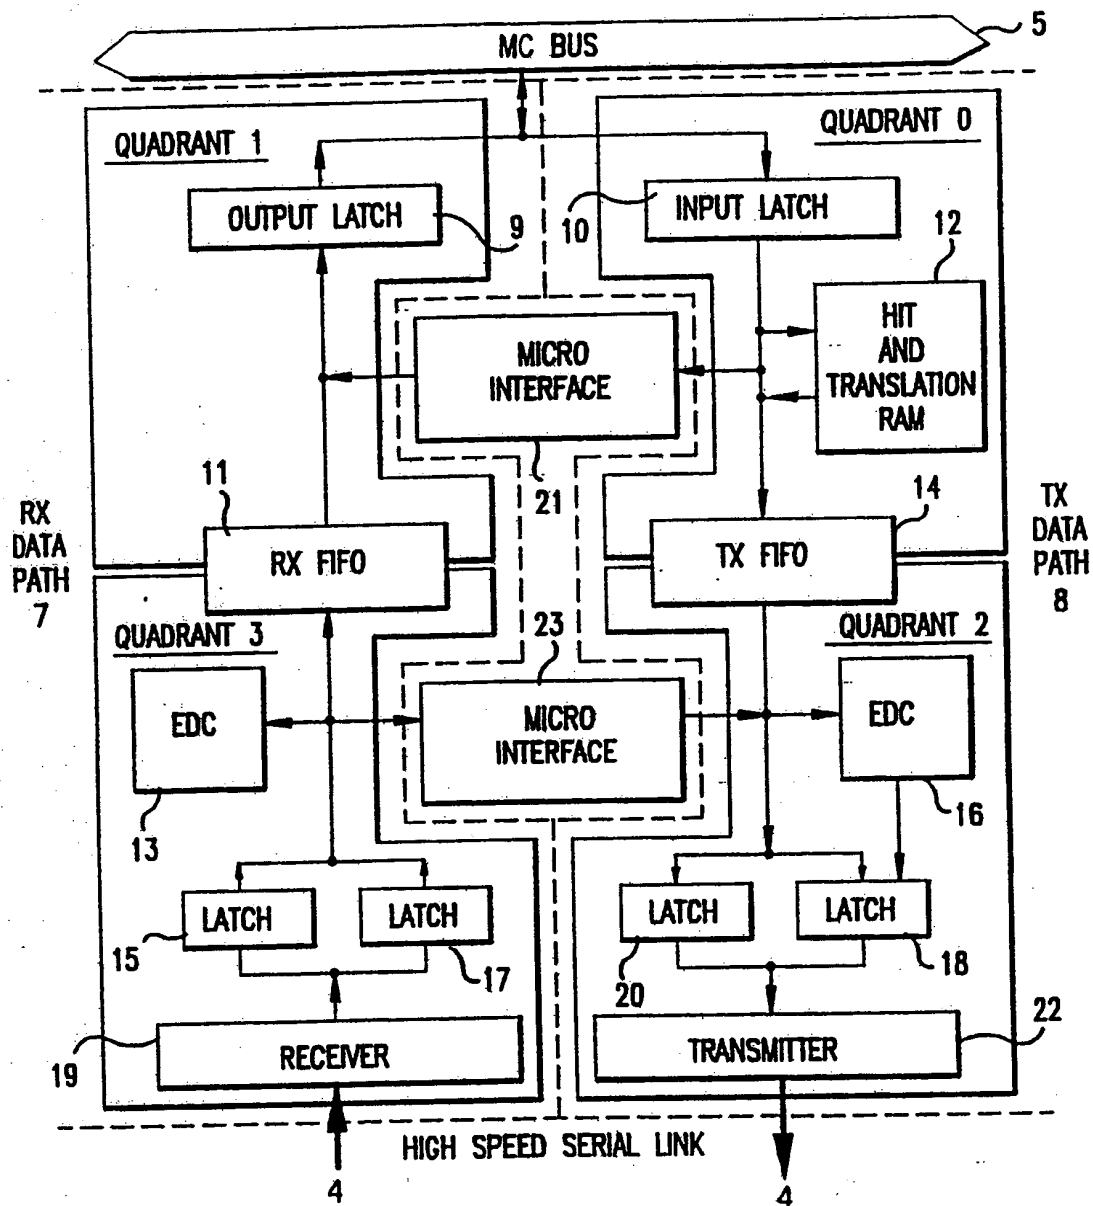 5
MC BUS
QUADRANT 1
QUADRANT 0
OUTPUT LATCH
9
10
INPUT LATCH
12
HIT
AND
TRANSLATION
RAM
MICRO
INTERFACE
21
11
14
RX
DATA
PATH
7
RX FIFO
TX FIFO
TX
DATA
PATH
8
QUADRANT 3
23
QUADRANT 2
EDC
MICRO
INTERFACE
EDC
13
16
LATCH
LATCH
LATCH
LATCH
15
17
20
18
19
RECEIVER
TRANSMITTER
22
HIGH SPEED SERIAL LINK
4
4